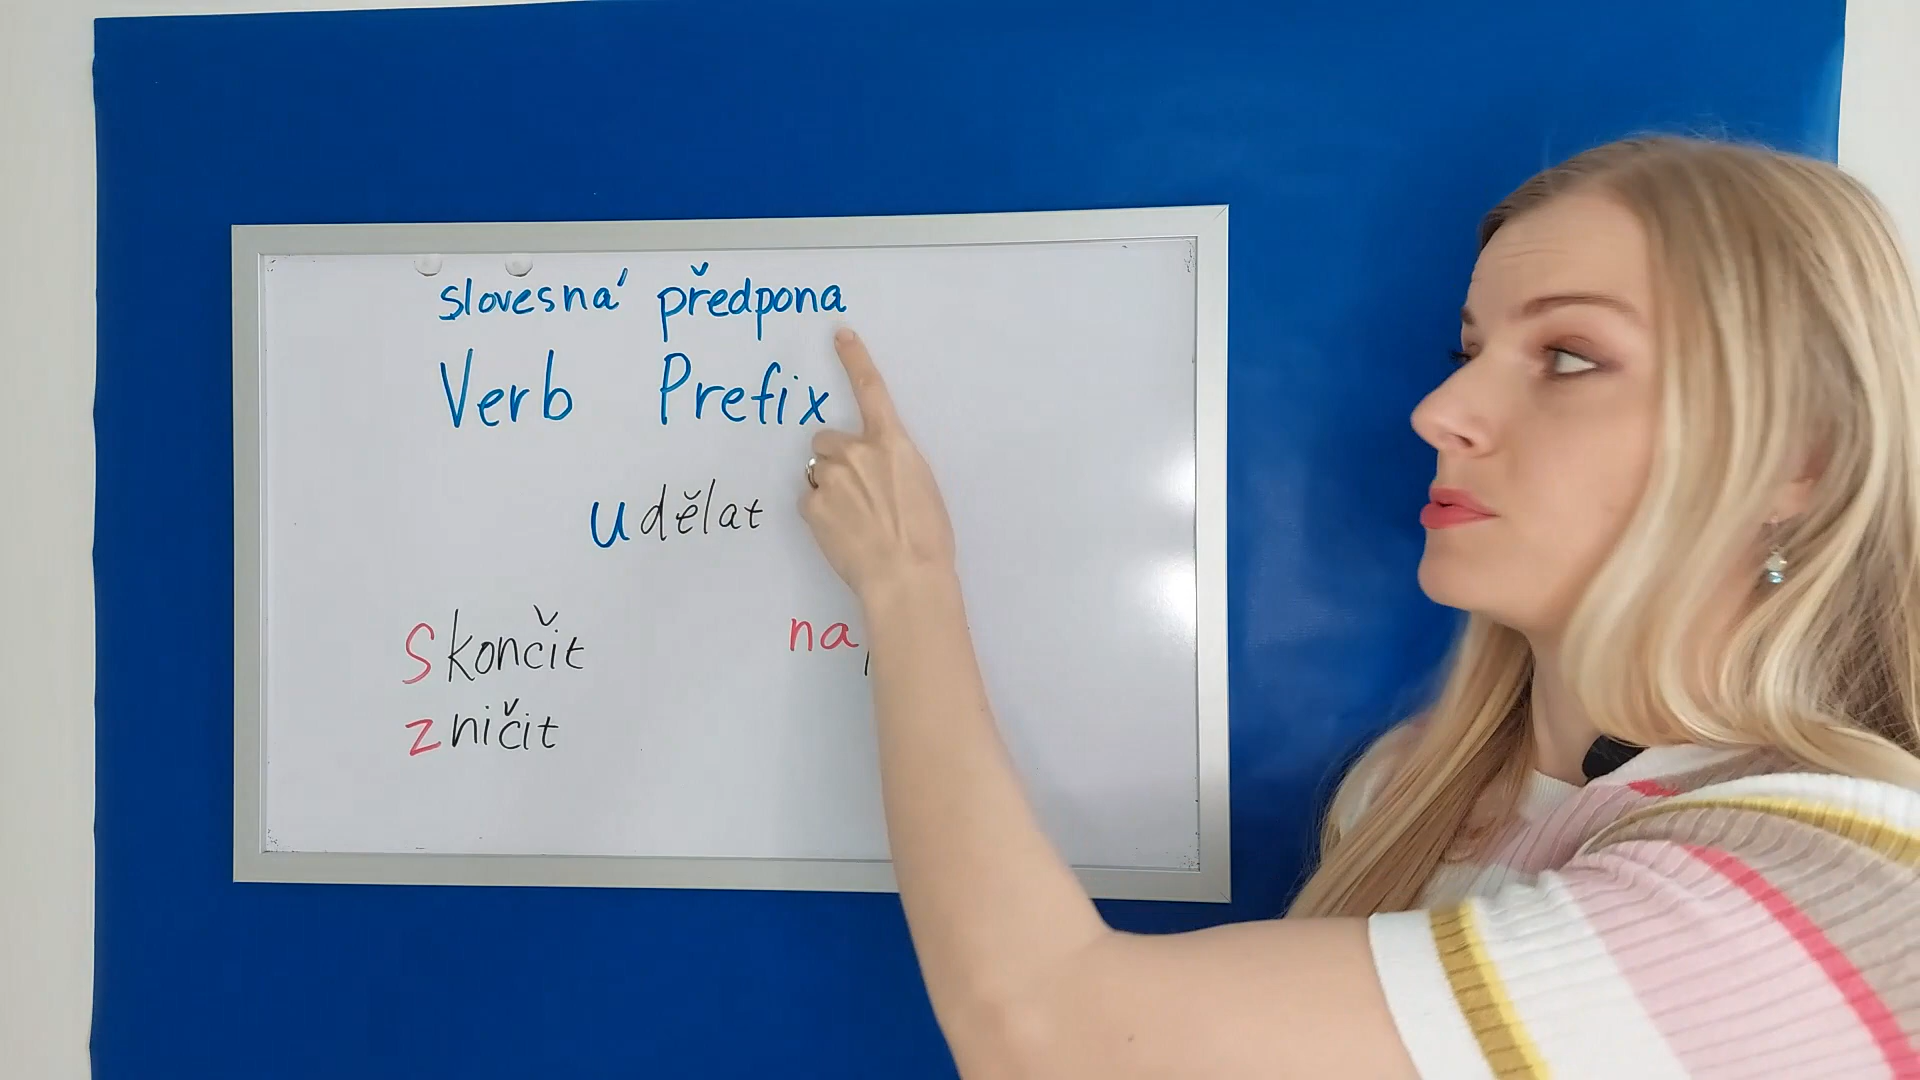 slovesná předpona
Verb Prefix
udělat
skončit na
zničit